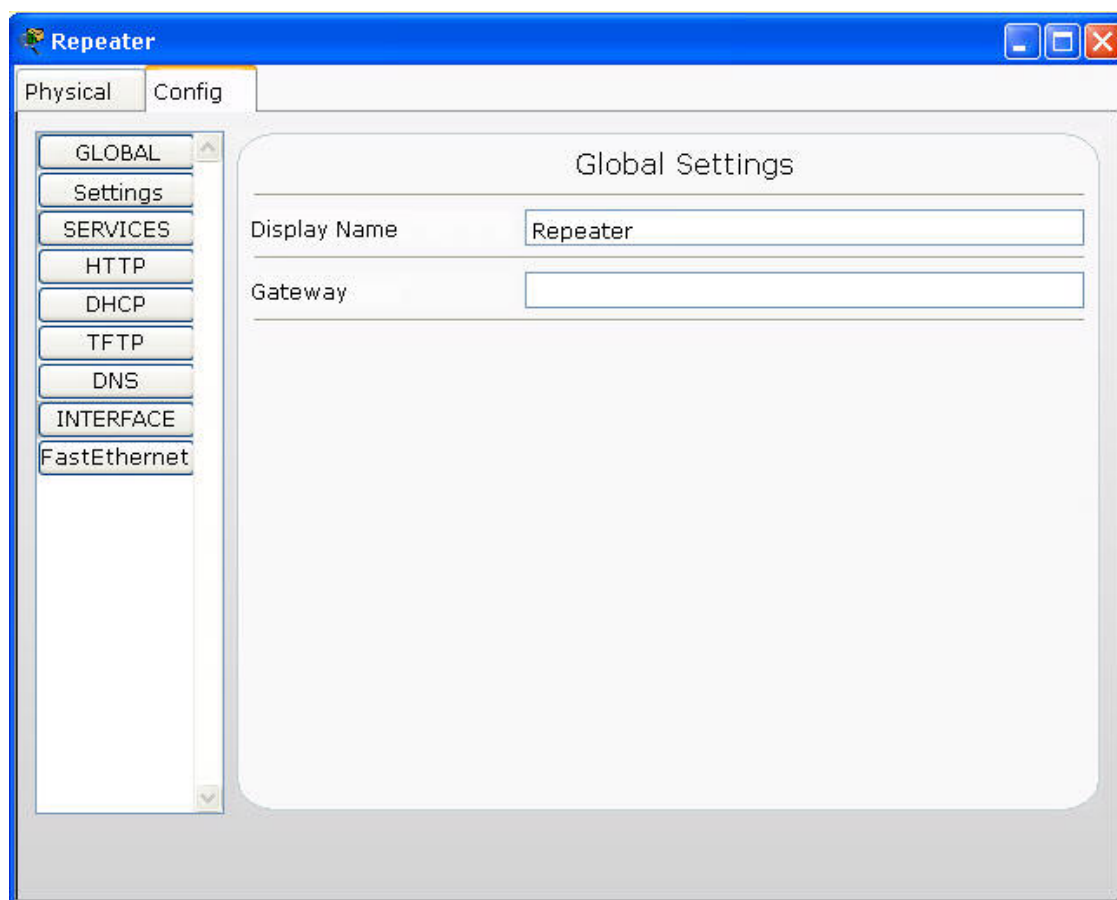 Repeater
Physical
Config
GLOBAL
Settings
SERVICES
HTTP
DHCP
TFTP
DNS
INTERFACE
FastEthernet
Global Settings
Display Name
Repeater
Gateway